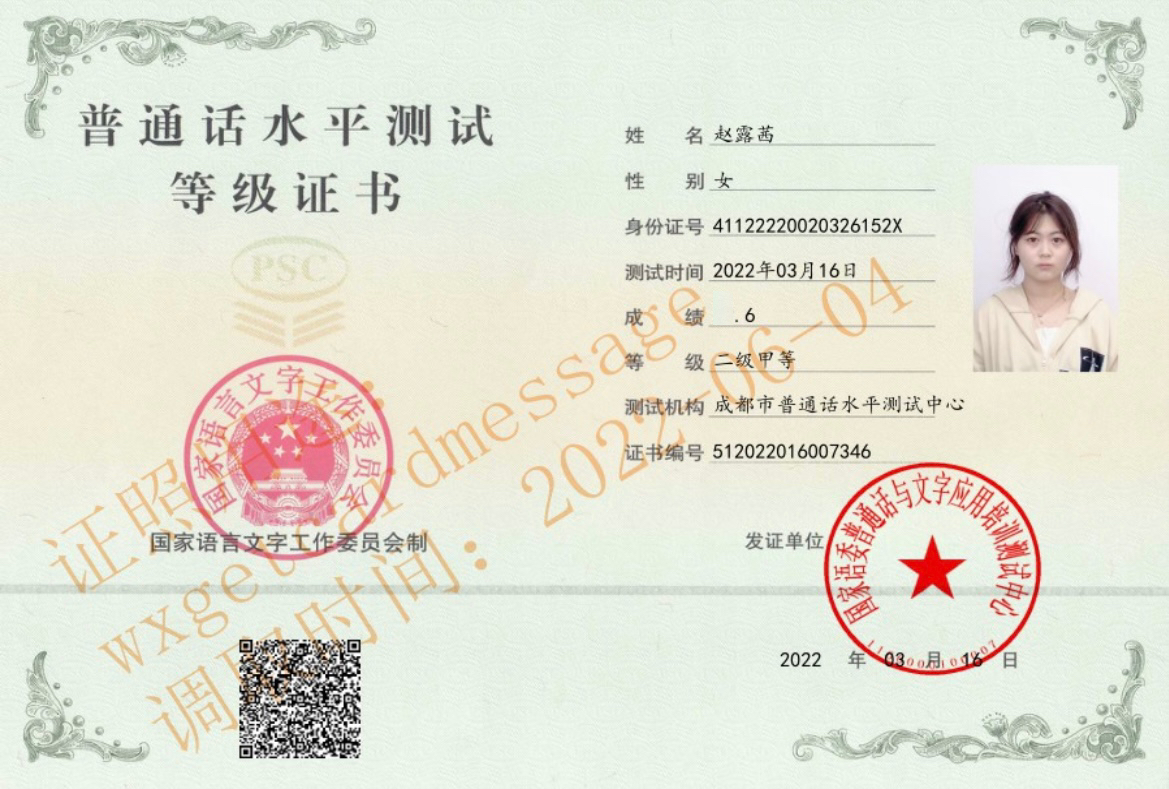 普通话水平测试
等级证书
PSC
国家语言文字工作委员会
国家语言文字工作委员会制
姓 名 赵露茜
性 别 女
身份证号 41122220020326152X
测试时间 2022年03月16日
成 绩 .6
等 级 二级甲等
测试机构 成都市普通话水平测试中心
证书编号 512022016007346
发证单位
国家语委普通话与文字应用培训测试中心
2022 年 03 月 16 日
证照
wxgetcardmessage
调用时间: 2022-06-04